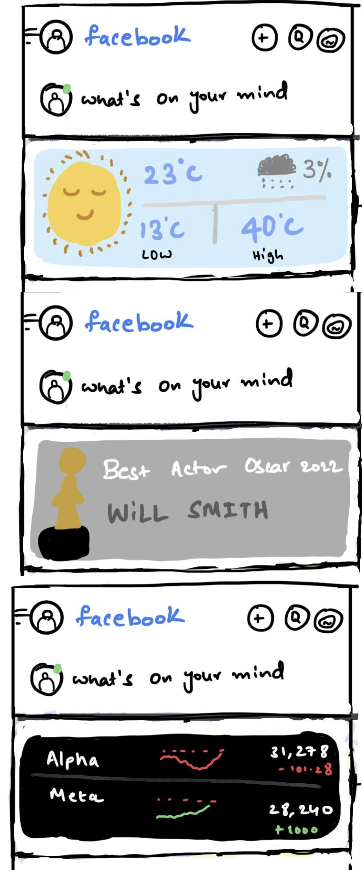 facebook
what's on your mind
23°C 3%
13°C 40°C
LOW High
facebook
what's on your mind
Best Actor Oscar 2022
WiLL SMITH
facebook
what's on your mind
Alpha 31,278
-101.28
Meta 28,240
+1000